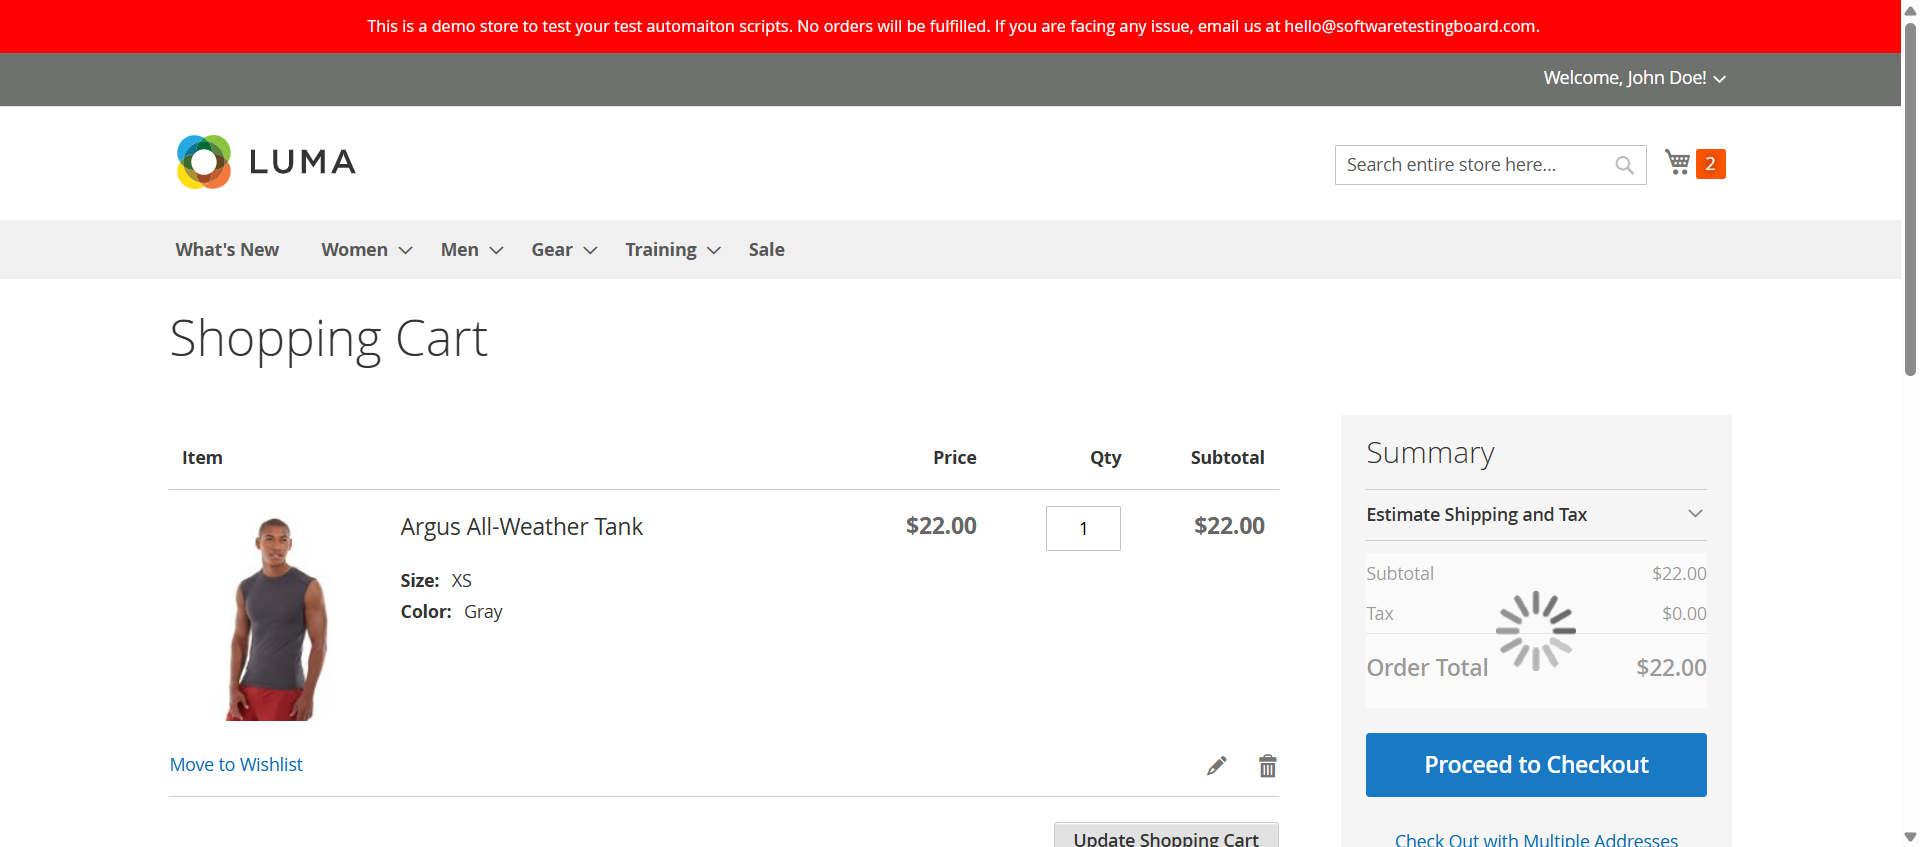 This is a demo store to test your test automaiton scripts. No orders will be fulfilled. If you are facing any issue, email us at hello@softwaretestingboard.com.
Welcome, John Doe!
LUMA
Search entire store here...
2
What's New Women Men Gear Training Sale
Shopping Cart
Item Price Qty Subtotal
Argus All-Weather Tank $22.00 1 $22.00
Size: XS
Color: Gray
Move to Wishlist
Update Shopping Cart
Summary
Estimate Shipping and Tax
Subtotal $22.00
Tax $0.00
Order Total $22.00
Proceed to Checkout
Check Out with Multiple Addresses